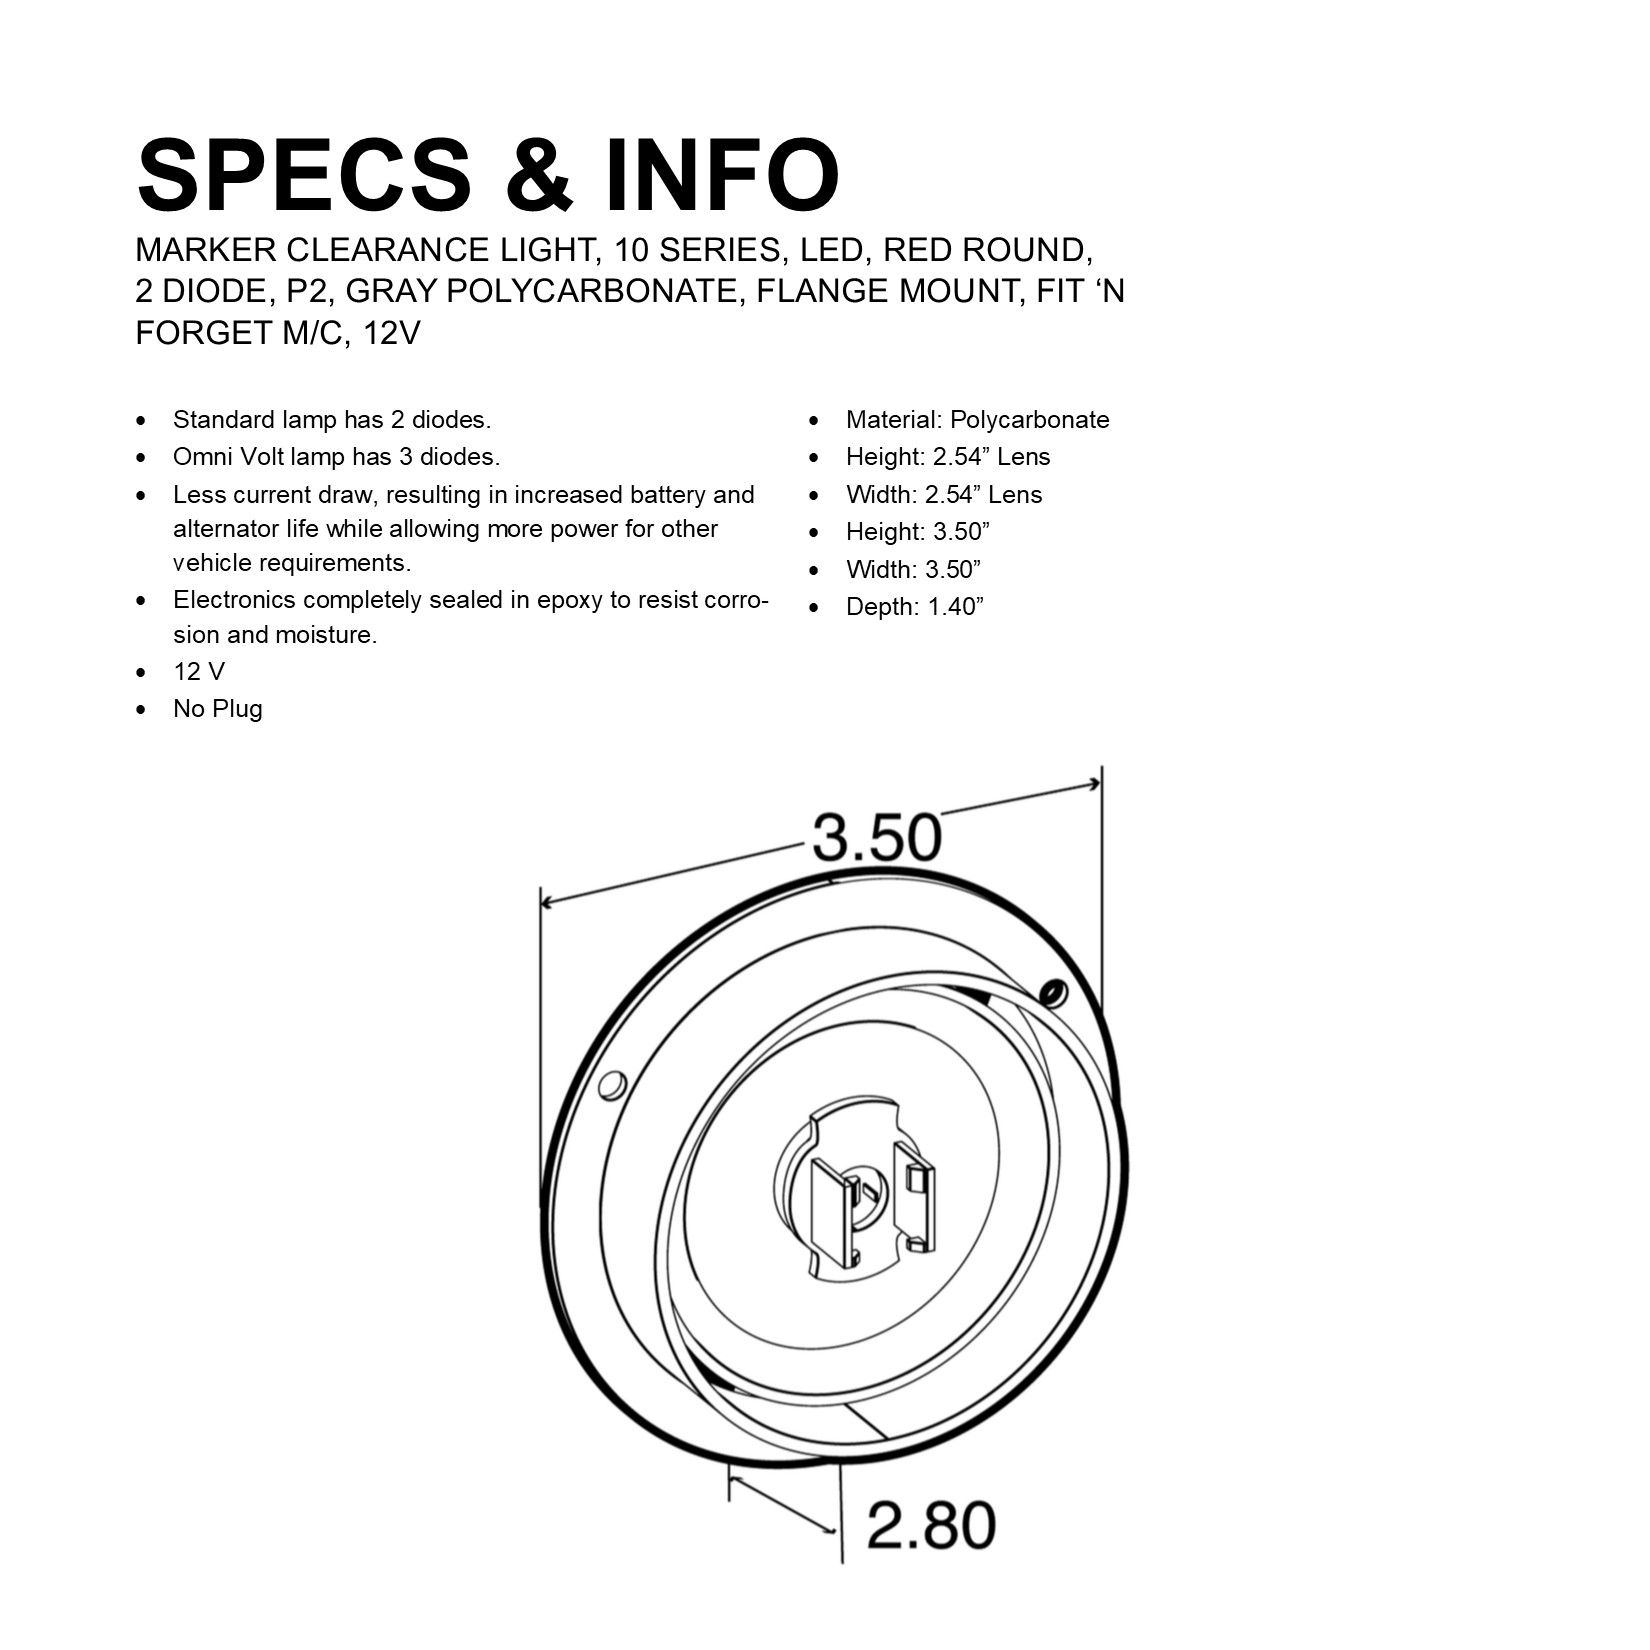 SPECS & INFO
MARKER CLEARANCE LIGHT, 10 SERIES, LED, RED ROUND,
2 DIODE, P2, GRAY POLYCARBONATE, FLANGE MOUNT, FIT ‘N
FORGET M/C, 12V
• Standard lamp has 2 diodes.
• Omni Volt lamp has 3 diodes.
• Less current draw, resulting in increased battery and
alternator life while allowing more power for other
vehicle requirements.
• Electronics completely sealed in epoxy to resist corro-
sion and moisture.
• 12 V
• No Plug
• Material: Polycarbonate
• Height: 2.54” Lens
• Width: 2.54” Lens
• Height: 3.50”
• Width: 3.50”
• Depth: 1.40”
3.50
2.80